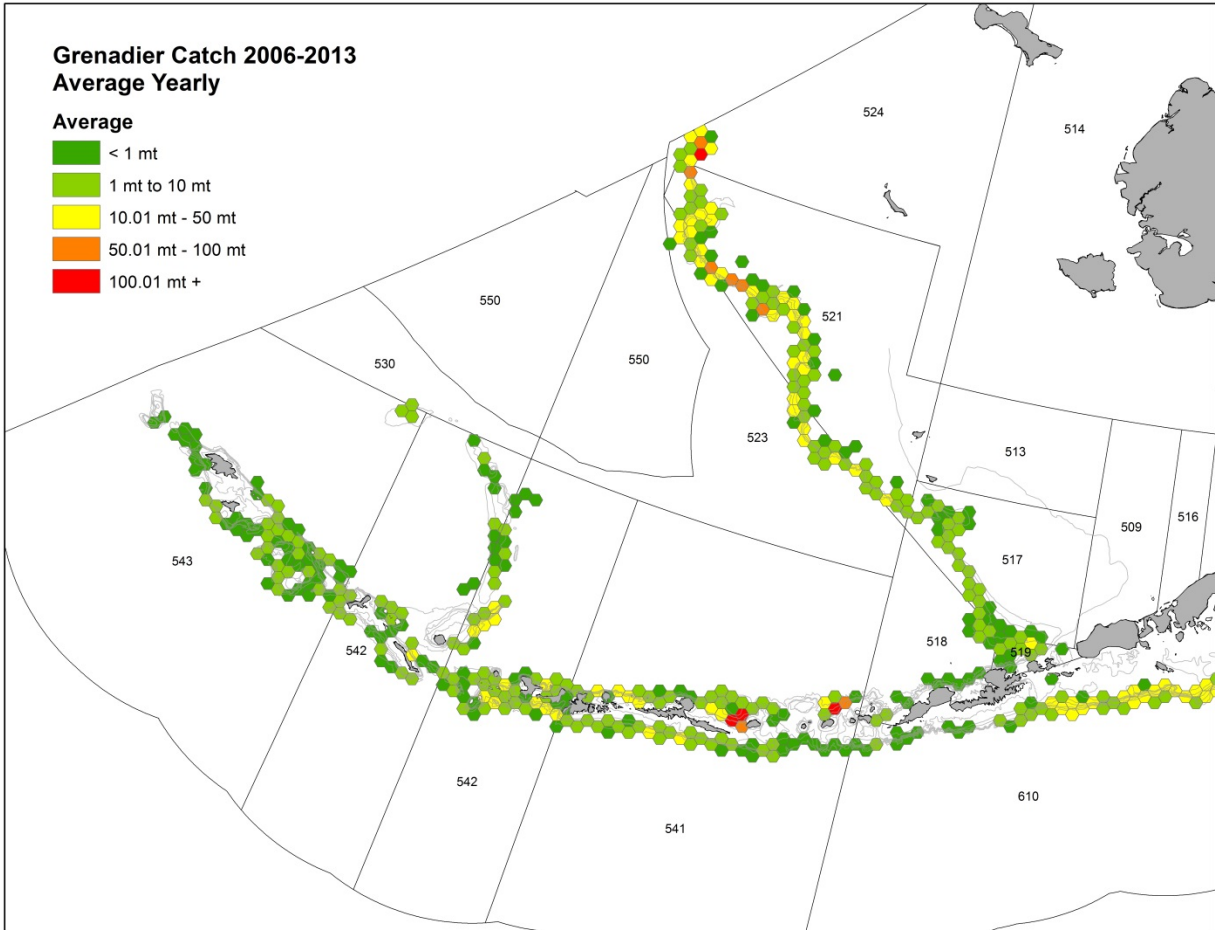 Grenadier Catch 2006-2013
Average Yearly
Average
< 1 mt
1 mt to 10 mt
10.01 mt - 50 mt
50.01 mt - 100 mt
100.01 mt +
524
514
550
521
530
550
523
513
509
516
543
517
542
518
519
542
541
610